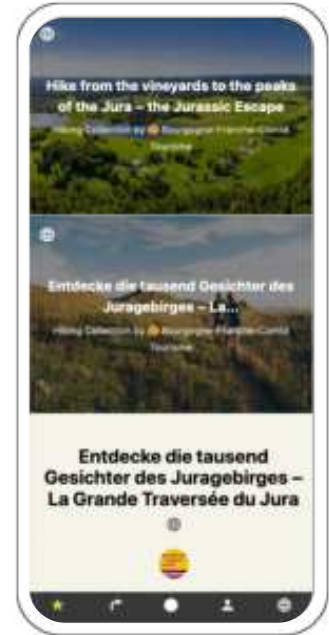 Hike from the vineyards to the peaks
of the Jura – the Jurassic Escape
Hiking Collection by Bourgogne-Franche-Comté
Tourisme
Entdecke die tausend Gesichter des
Juragebirges – La...
Hiking Collection by Bourgogne-Franche-Comté
Tourisme
Entdecke die tausend
Gesichter des Juragebirges –
La Grande Traversée du Jura